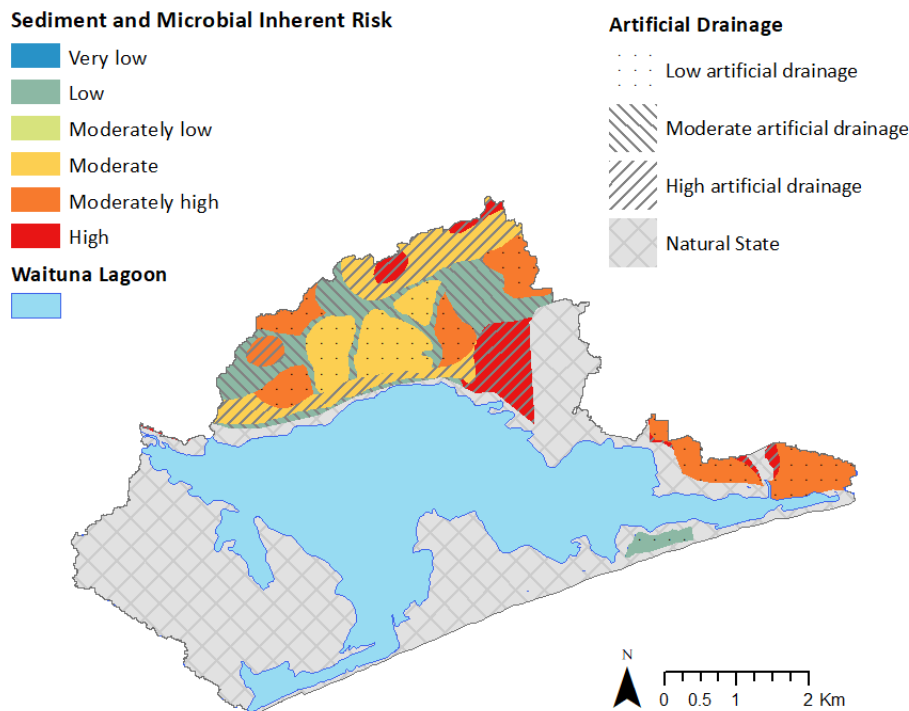 Sediment and Microbial Inherent Risk
Very low
Low
Moderately low
Moderate
Moderately high
High
Waituna Lagoon
Artificial Drainage
Low artificial drainage
Moderate artificial drainage
High artificial drainage
Natural State
N
0 0.5 1 2 Km